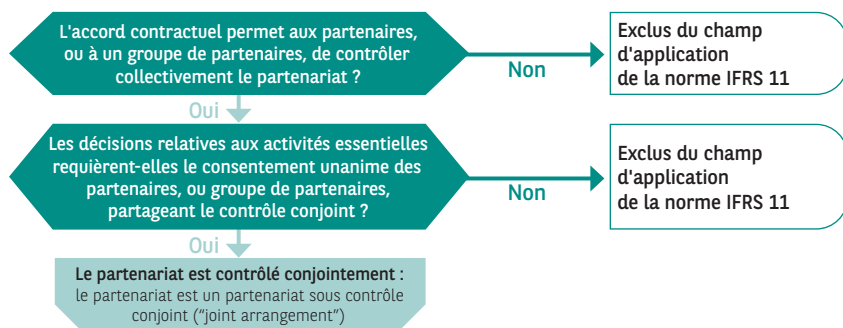 L'accord contractuel permet aux partenaires,
ou à un groupe de partenaires, de contrôler
collectivement le partenariat ?
Non
Exclus du champ
d'application
de la norme IFRS 11
Oui
Les décisions relatives aux activités essentielles
requièrent-elles le consentement unanime des
partenaires, ou groupe de partenaires,
partageant le contrôle conjoint ?
Non
Exclus du champ
d'application
de la norme IFRS 11
Oui
Le partenariat est contrôlé conjointement :
le partenariat est un partenariat sous contrôle
conjoint ("joint arrangement")